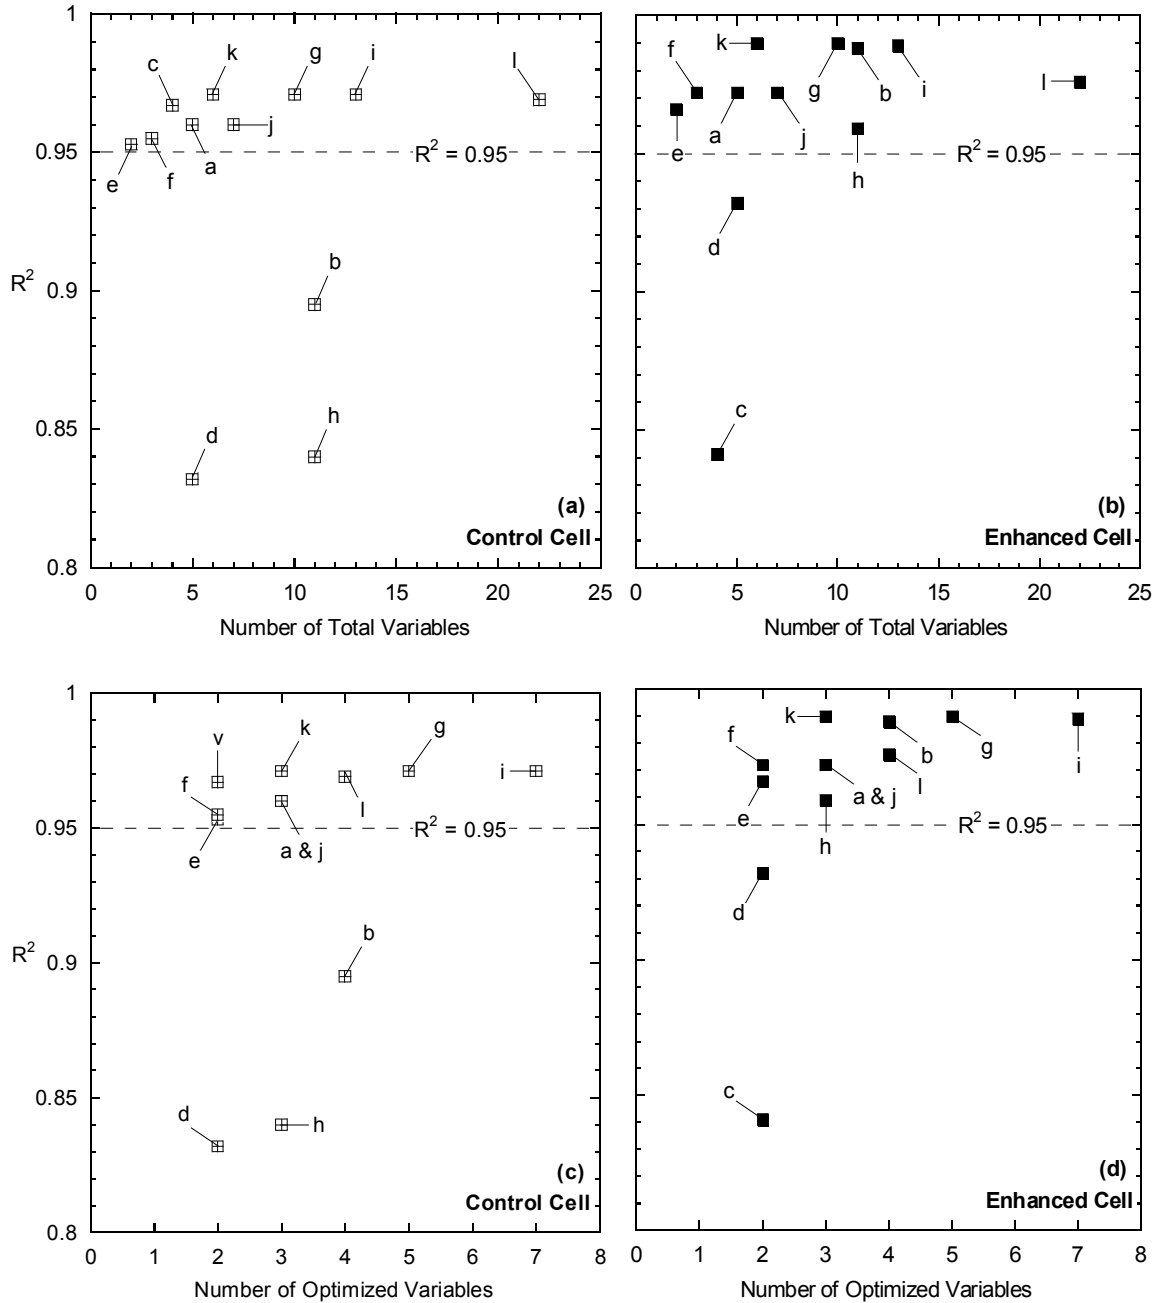 1
0.95
0.9
0.85
0.8
R²
c
k
g
i
l
e
f
a
j
R² = 0.95
b
h
d
(a)
Control Cell
0 5 10 15 20 25
Number of Total Variables
k
f
g
b
i
l
a
j
e
h
R² = 0.95
d
c
(b)
Enhanced Cell
0 5 10 15 20 25
Number of Total Variables
1
0.95
0.9
0.85
0.8
R²
v
k
g
f
i
l
e
a & j
R² = 0.95
b
d
h
(c)
Control Cell
0 1 2 3 4 5 6 7 8
Number of Optimized Variables
k
f
b
g
i
a & j
l
e
h
R² = 0.95
d
c
(d)
Enhanced Cell
0 1 2 3 4 5 6 7 8
Number of Optimized Variables